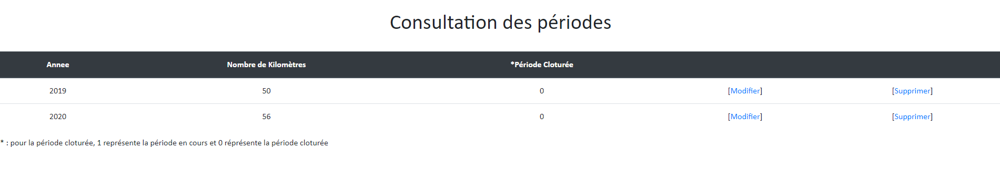 Consultation des périodes
Annee Nombre de Kilomètres *Période Cloturée
2019 50 0 [Modifier] [Supprimer]
2020 56 0 [Modifier] [Supprimer]
* : pour la période cloturée, 1 représente la période en cours et 0 réprésente la période cloturée